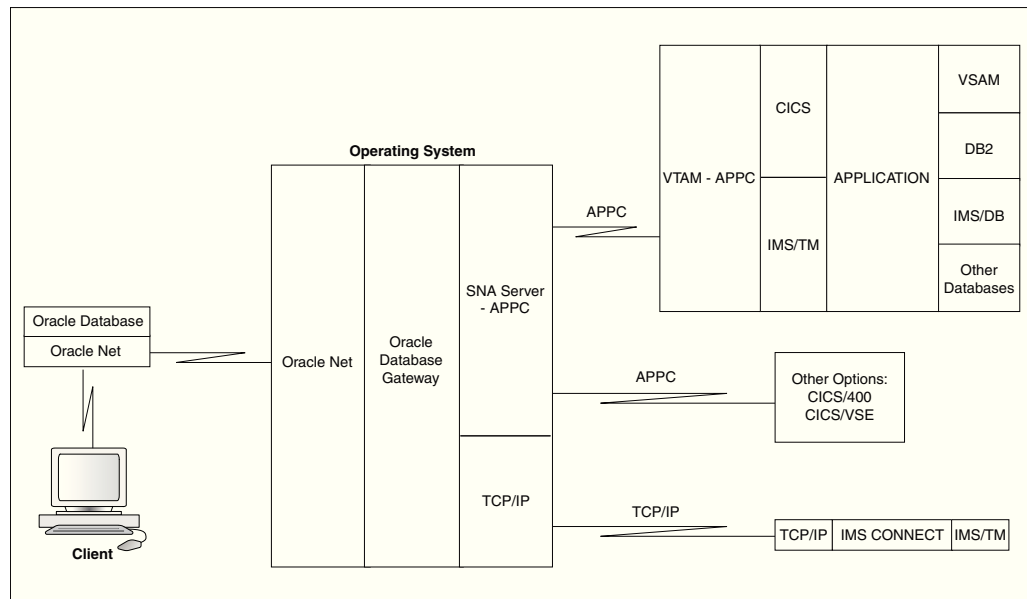 Oracle Database
Oracle Net
Client
Operating System
Oracle Net
Oracle
Database
Gateway
SNA Server
- APPC
TCP/IP
APPC
VTAM - APPC
CICS
IMS/TM
APPLICATION
VSAM
DB2
IMS/DB
Other
Databases
APPC
Other Options:
CICS/400
CICS/VSE
TCP/IP
TCP/IP
IMS CONNECT
IMS/TM